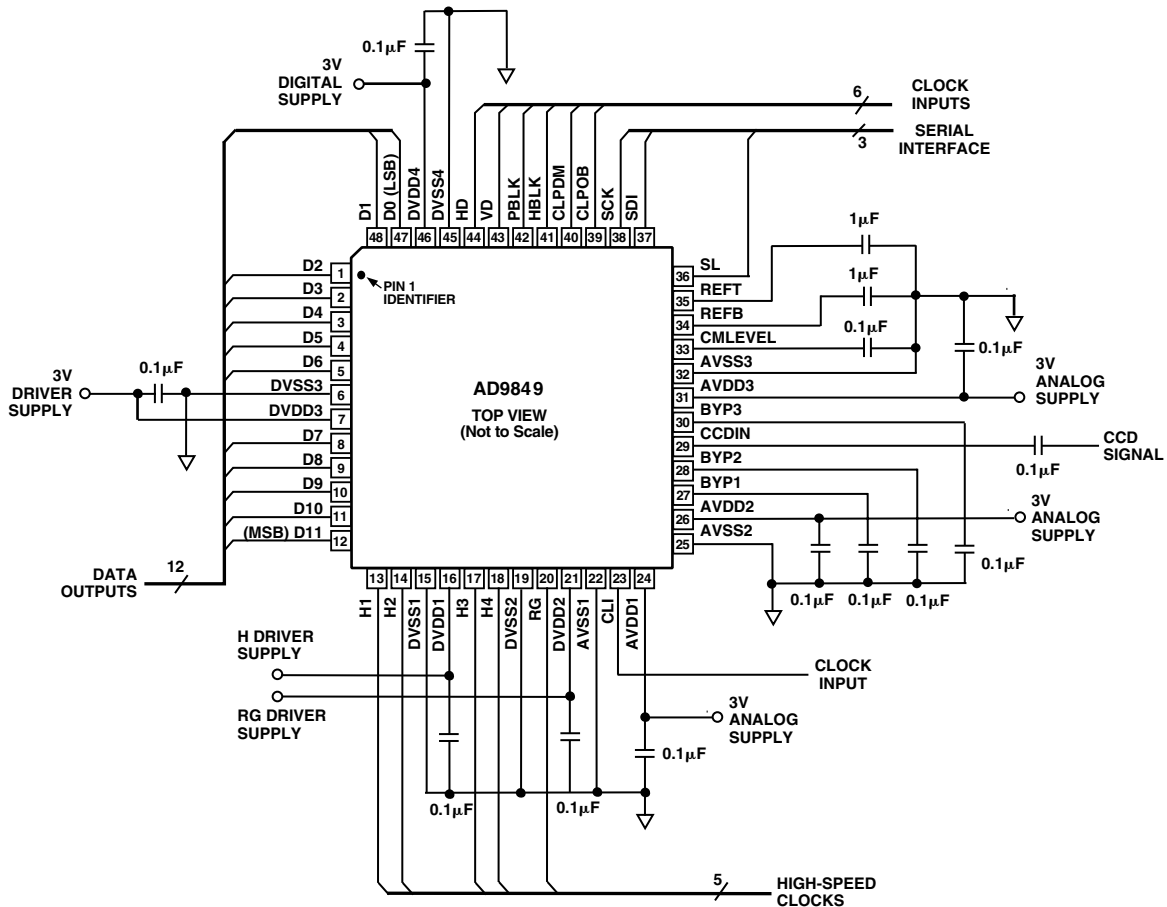 0.1µF
3V
DIGITAL
SUPPLY
6
CLOCK
INPUTS
3
SERIAL
INTERFACE
D1
D0 (LSB)
DVDD4
DVSS4
HD
VD
PBLK
HBLK
CLPDM
CLPOB
SCK
SDI
48
47
46
45
44
43
42
41
40
39
38
37
D2
1
D3
2
D4
3
D5
4
D6
5
DVSS3
6
DVDD3
7
D7
8
D8
9
D9
10
D10
11
(MSB) D11
12
3V
DRIVER
SUPPLY
0.1µF
12
DATA
OUTPUTS
PIN 1
IDENTIFIER
AD9849
TOP VIEW
(Not to Scale)
36
SL
35
REFT
34
REFB
33
CMLEVEL
32
AVSS3
31
AVDD3
30
BYP3
29
CCDIN
28
BYP2
27
BYP1
26
AVDD2
25
AVSS2
1µF
1µF
0.1µF
0.1µF
3V
ANALOG
SUPPLY
CCD
SIGNAL
0.1µF
3V
ANALOG
SUPPLY
0.1µF
0.1µF
0.1µF
0.1µF
13
14
15
16
17
18
19
20
21
22
23
24
H1
H2
DVSS1
DVDD1
H3
H4
DVSS2
RG
DVDD2
AVSS1
CLI
AVDD1
H DRIVER
SUPPLY
RG DRIVER
SUPPLY
CLOCK
INPUT
3V
ANALOG
SUPPLY
0.1µF
0.1µF
0.1µF
5
HIGH-SPEED
CLOCKS